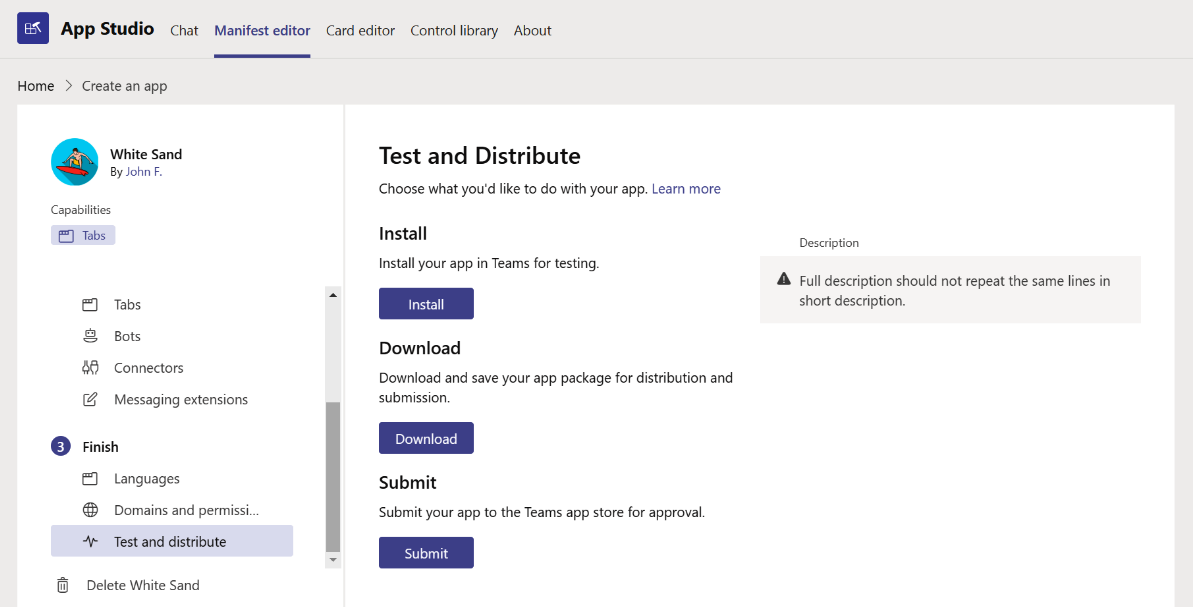 App Studio Chat Manifest editor Card editor Control library About
Home > Create an app
White Sand
By John F.
Capabilities
Tabs
Tabs
Bots
Connectors
Messaging extensions
3 Finish
Languages
Domains and permissi...
Test and distribute
Delete White Sand
Test and Distribute
Choose what you'd like to do with your app. Learn more
Install
Install your app in Teams for testing.
Install
Download
Download and save your app package for distribution and
submission.
Download
Submit
Submit your app to the Teams app store for approval.
Submit
Description
Full description should not repeat the same lines in
short description.